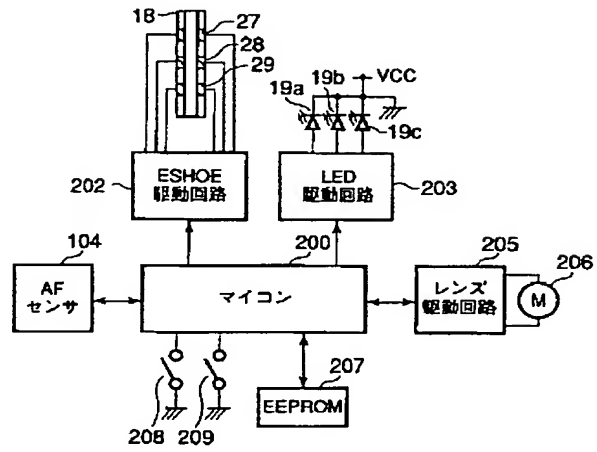 18
27
28
29
19a
19b
VCC
19c
202
ESHOE
駆動回路
LED
駆動回路
203
104
AF
センサ
200
マイコン
205
レンズ
駆動回路
206
M
208
209
207
EEPROM